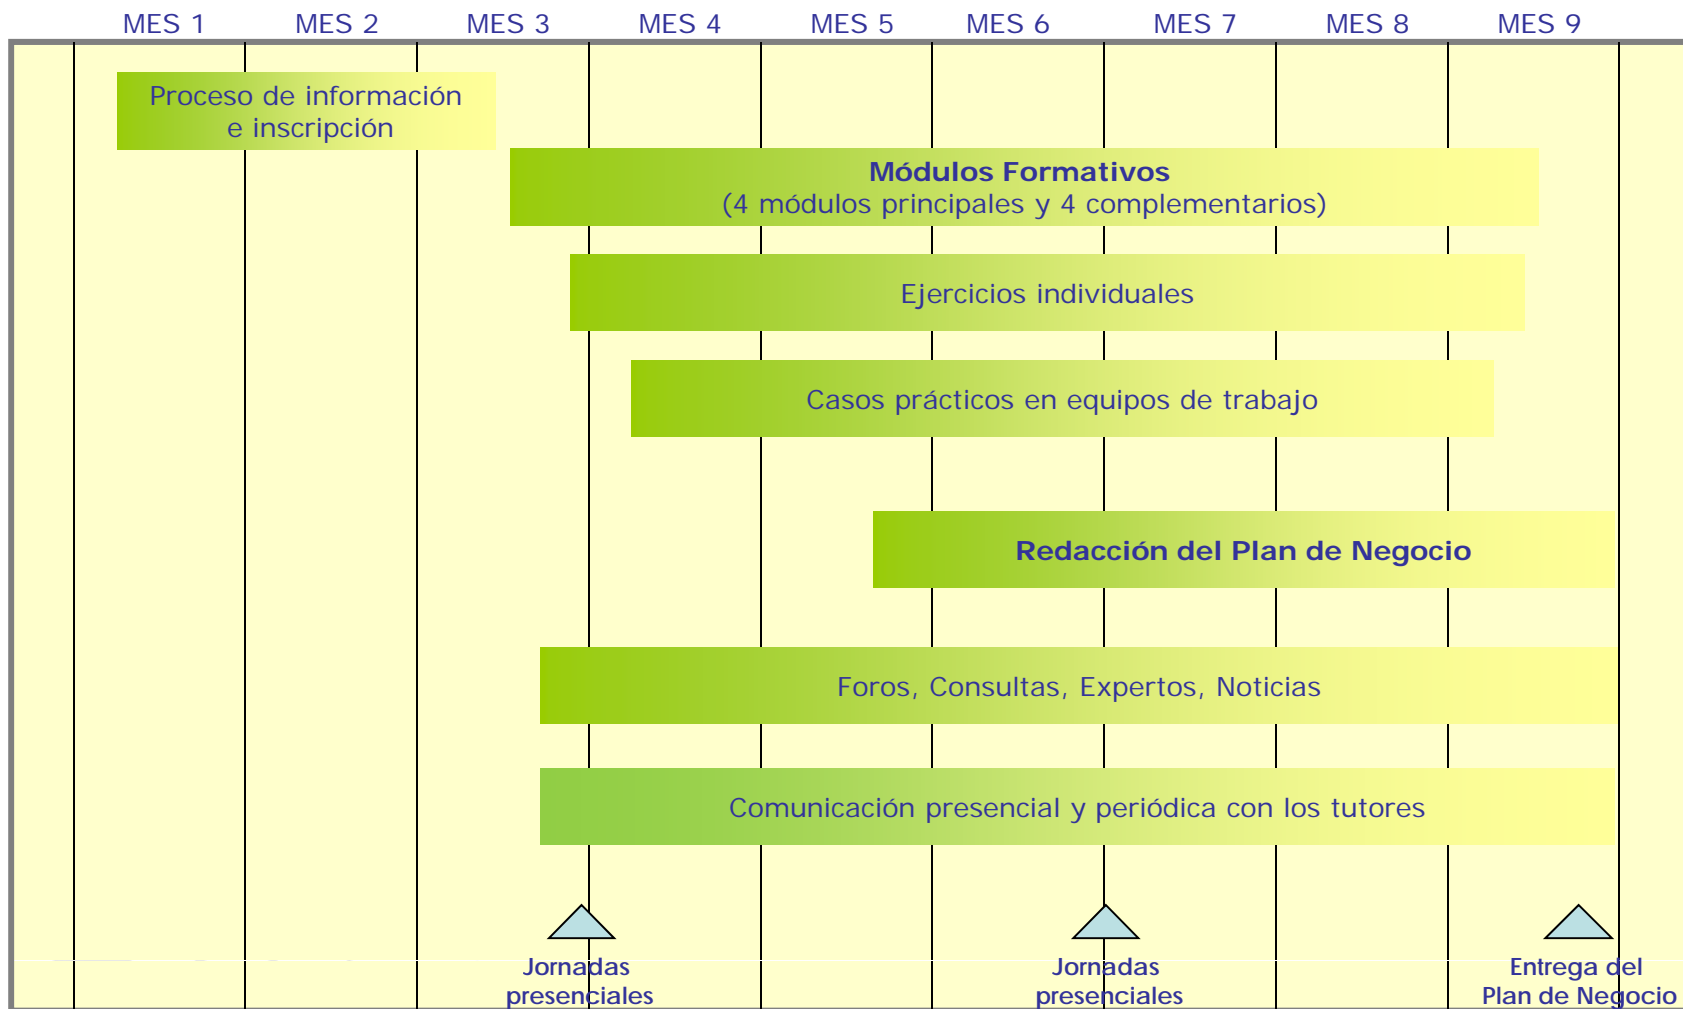 MES 1 MES 2 MES 3 MES 4 MES 5 MES 6 MES 7 MES 8 MES 9
Proceso de información
e inscripción
Módulos Formativos
(4 módulos principales y 4 complementarios)
Ejercicios individuales
Casos prácticos en equipos de trabajo
Redacción del Plan de Negocio
Foros, Consultas, Expertos, Noticias
Comunicación presencial y periódica con los tutores
Jornadas
presenciales
Jornadas
presenciales
Entrega del
Plan de Negocio